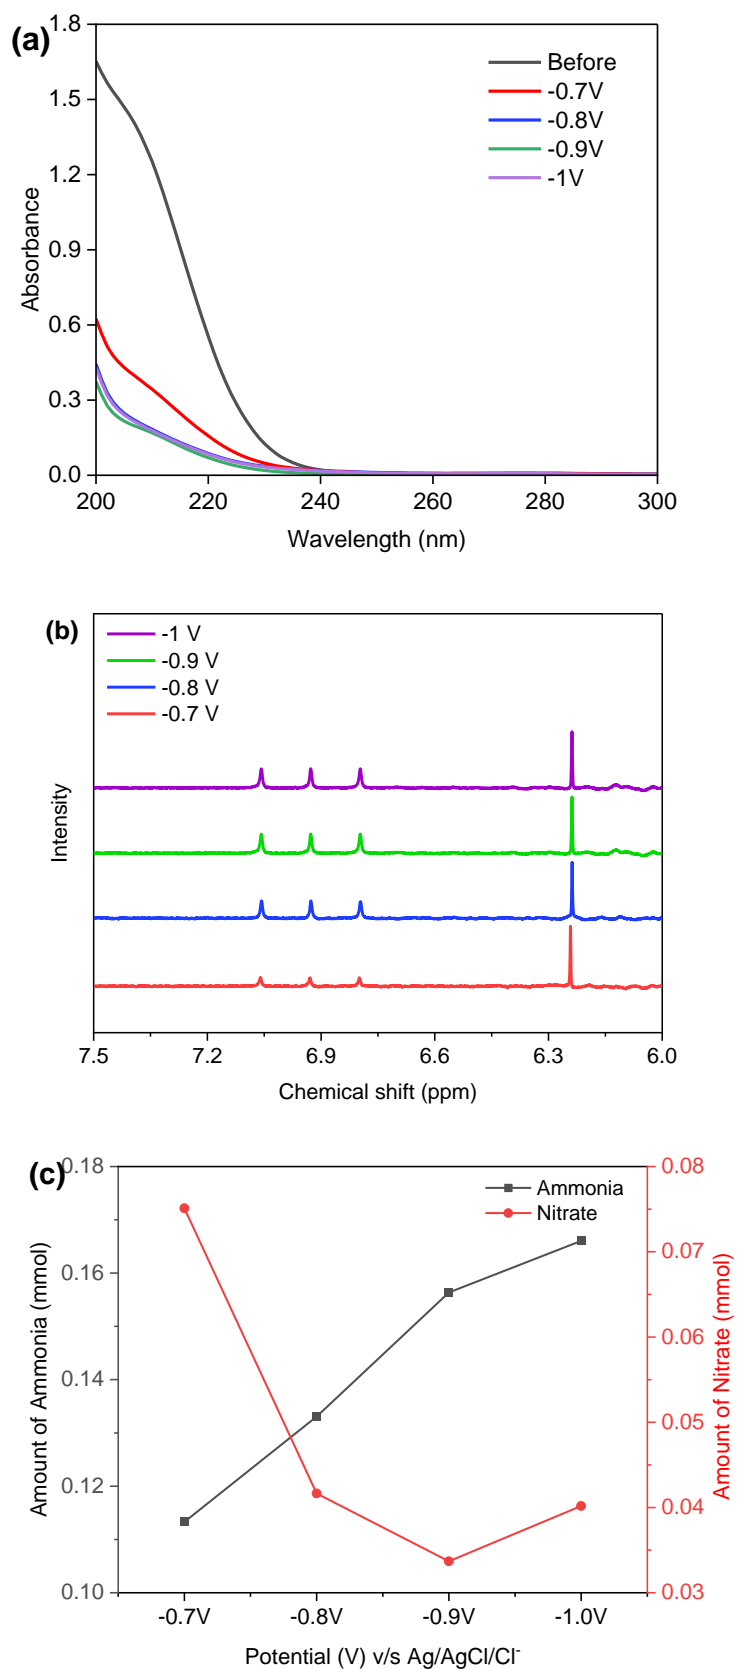 (a)
1.8
1.5
1.2
0.9
0.6
0.3
0.0
Absorbance
Before
-0.7V
-0.8V
-0.9V
-1V
200 220 240 260 280 300
Wavelength (nm)
(b)
-1 V
-0.9 V
-0.8 V
-0.7 V
Intensity
7.5 7.2 6.9 6.6 6.3 6.0
Chemical shift (ppm)
(c)
0.18
0.16
0.14
0.12
0.10
Amount of Ammonia (mmol)
Ammonia
Nitrate
0.08
0.07
0.06
0.05
0.04
0.03
Amount of Nitrate (mmol)
-0.7V -0.8V -0.9V -1.0V
Potential (V) v/s Ag/AgCl/Cl⁻